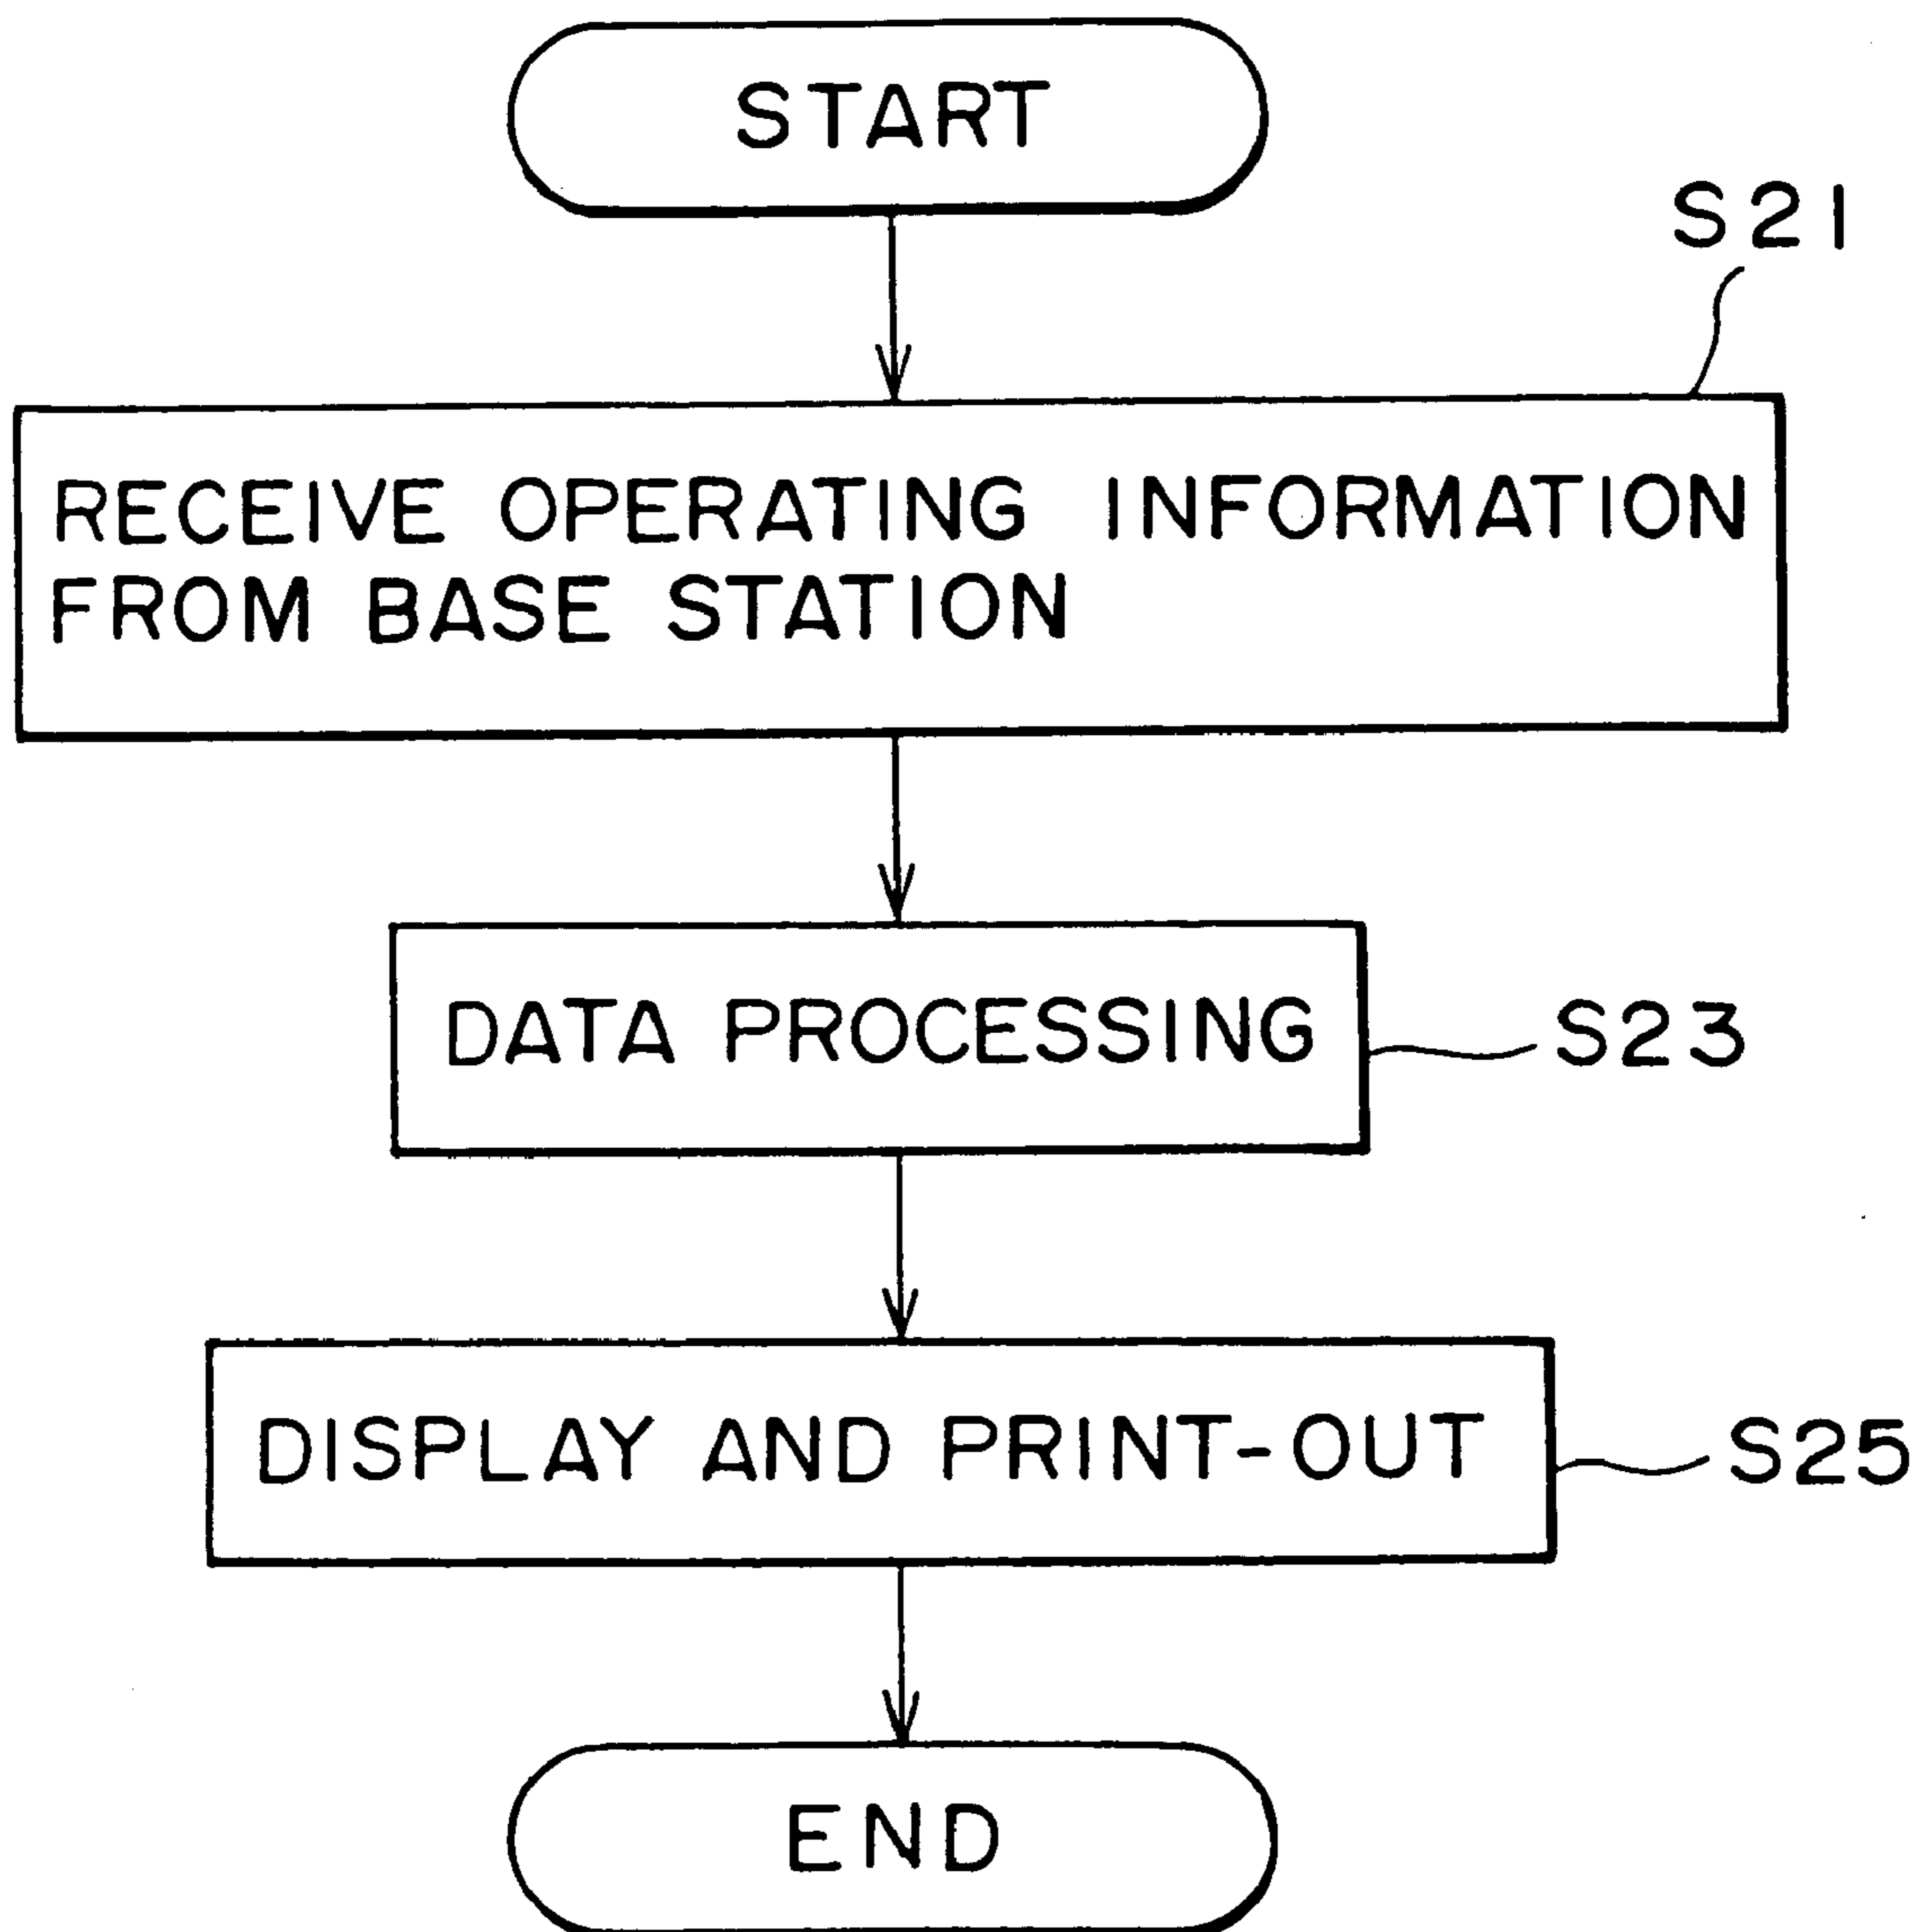 START
S21
RECEIVE OPERATING INFORMATION
FROM BASE STATION
DATA PROCESSING
S23
DISPLAY AND PRINT-OUT
S25
END